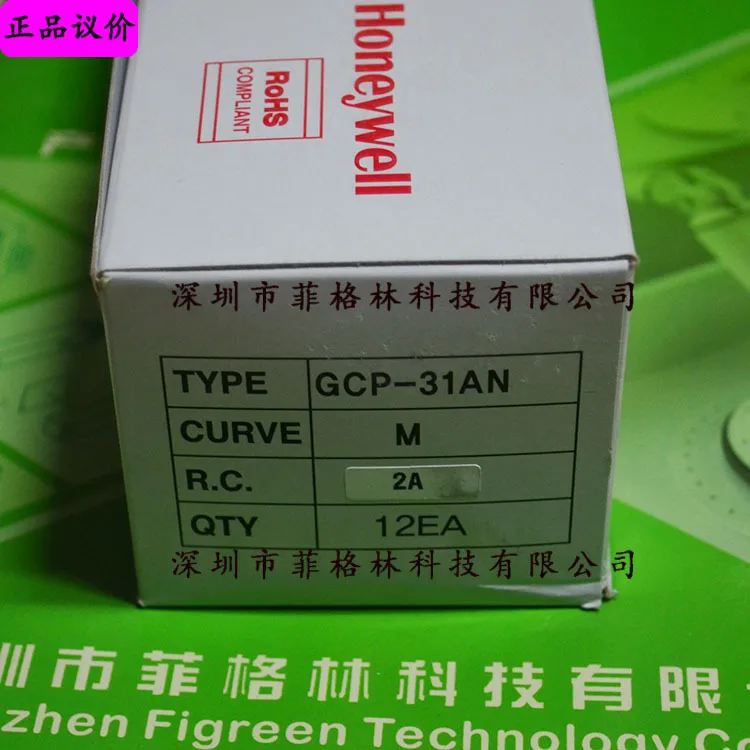 正品议价
Honeywell
RoHS
COMPLIANT
深圳市菲格林科技有限公司
TYPE GCP-31AN
CURVE M
R.C. 2A
QTY 12EA
深圳市菲格林科技有限公司
圳市菲格林科技有限
zhen Figreen Technology Co